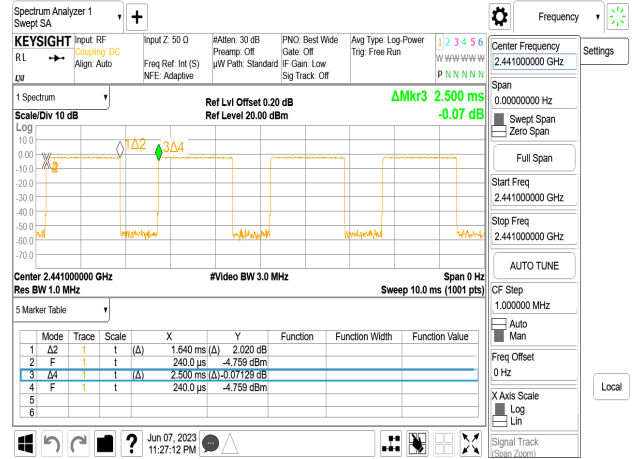 Spectrum Analyzer 1
Swept SA
Frequency
KEYSIGHT
RL
Input: RF
Coupling: DC
Align: Auto
Input Z: 50 Ω
Freq Ref: Int (S)
NFE: Adaptive
#Atten: 30 dB
Preamp: Off
µW Path: Standard
PNO: Best Wide
Gate: Off
IF Gain: Low
Sig Track: Off
Avg Type: Log-Power
Trig: Free Run
1 2 3 4 5 6
W W W W W W
P N N N N N
Center Frequency
2.441000000 GHz
Settings
Span
0.00000000 Hz
Swept Span
Zero Span
Full Span
Start Freq
2.441000000 GHz
Stop Freq
2.441000000 GHz
AUTO TUNE
CF Step
1.000000 MHz
Auto
Man
Freq Offset
0 Hz
X Axis Scale
Log
Lin
Signal Track
(Span Zoom)
Local
1 Spectrum
Scale/Div 10 dB
Ref Lvl Offset 0.20 dB
Ref Level 20.00 dBm
ΔMkr3 2.500 ms
-0.07 dB
Log
10.0
0.00
-10.0
-20.0
-30.0
-40.0
-50.0
-60.0
-70.0
1Δ2
3Δ4
Center 2.441000000 GHz
#Video BW 3.0 MHz
Span 0 Hz
Res BW 1.0 MHz
Sweep 10.0 ms (1001 pts)
5 Marker Table
Mode Trace Scale X Y Function Function Width Function Value
1 Δ2 1 t (Δ) 1.640 ms (Δ) 2.020 dB
2 F 1 t 240.0 µs -4.759 dBm
3 Δ4 1 t (Δ) 2.500 ms (Δ) -0.07129 dB
4 F 1 t 240.0 µs -4.759 dBm
5
6
?
Jun 07, 2023
11:27:12 PM